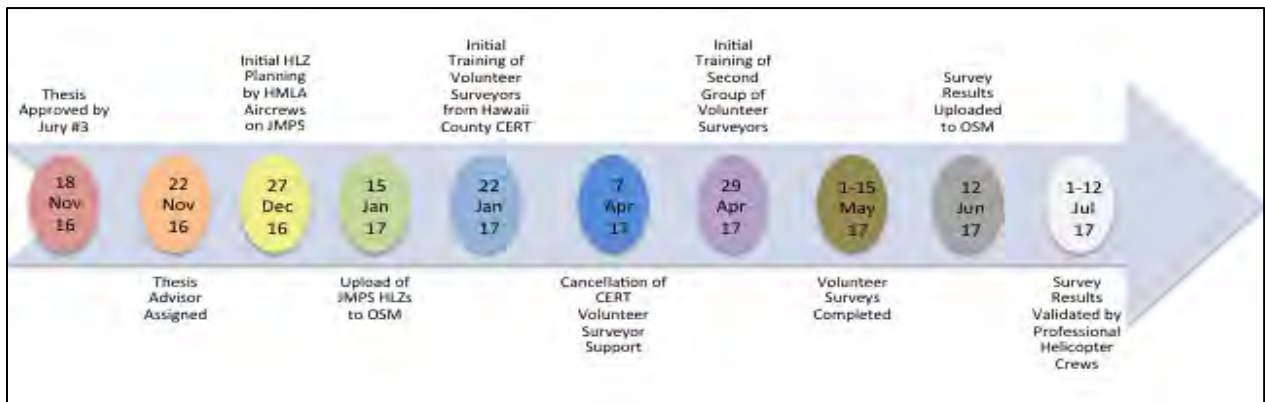 Thesis
Approved by
Jury #3
18
Nov
16
22
Nov
16
Thesis
Advisor
Assigned
Initial HLZ
Planning
by HMLA
Aircrews
on JMPS
27
Dec
16
15
Jan
17
Upload of
JMPS HLZs
to OSM
Initial
Training of
Volunteer
Surveyors
from Hawaii
County CERT
22
Jan
17
7
Apr
17
Cancellation of
CERT
Volunteer
Surveyor
Support
Initial
Training of
Second
Group of
Volunteer
Surveyors
29
Apr
17
1-15
May
17
Volunteer
Surveys
Completed
Survey
Results
Uploaded
to OSM
12
Jun
17
1-12
Jul
17
Survey
Results
Validated by
Professional
Helicopter
Crews